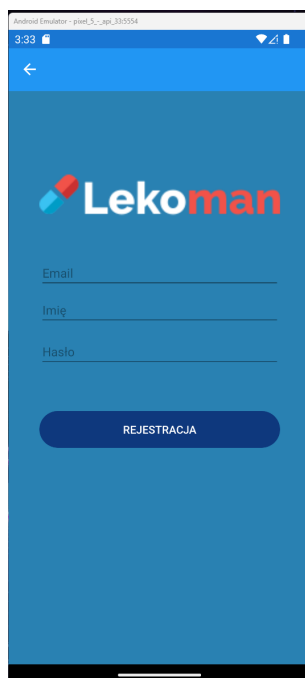 Android Emulator - pixel_5_-_api_33:5554
3:33
Lekoman
Email
Imię
Hasło
REJESTRACJA